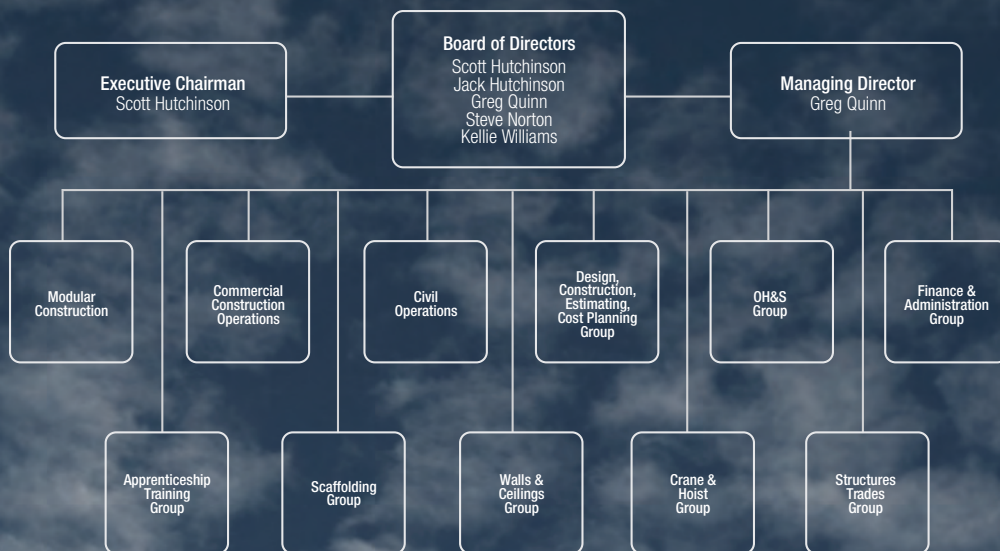 Executive Chairman
Scott Hutchinson
Board of Directors
Scott Hutchinson
Jack Hutchinson
Greg Quinn
Steve Norton
Kellie Williams
Managing Director
Greg Quinn
Modular
Construction
Commercial
Construction
Operations
Civil
Operations
Design,
Construction,
Estimating,
Cost Planning
Group
OH&S
Group
Finance &
Administration
Group
Apprenticeship
Training
Group
Scaffolding
Group
Walls &
Ceilings
Group
Crane &
Hoist
Group
Structures
Trades
Group